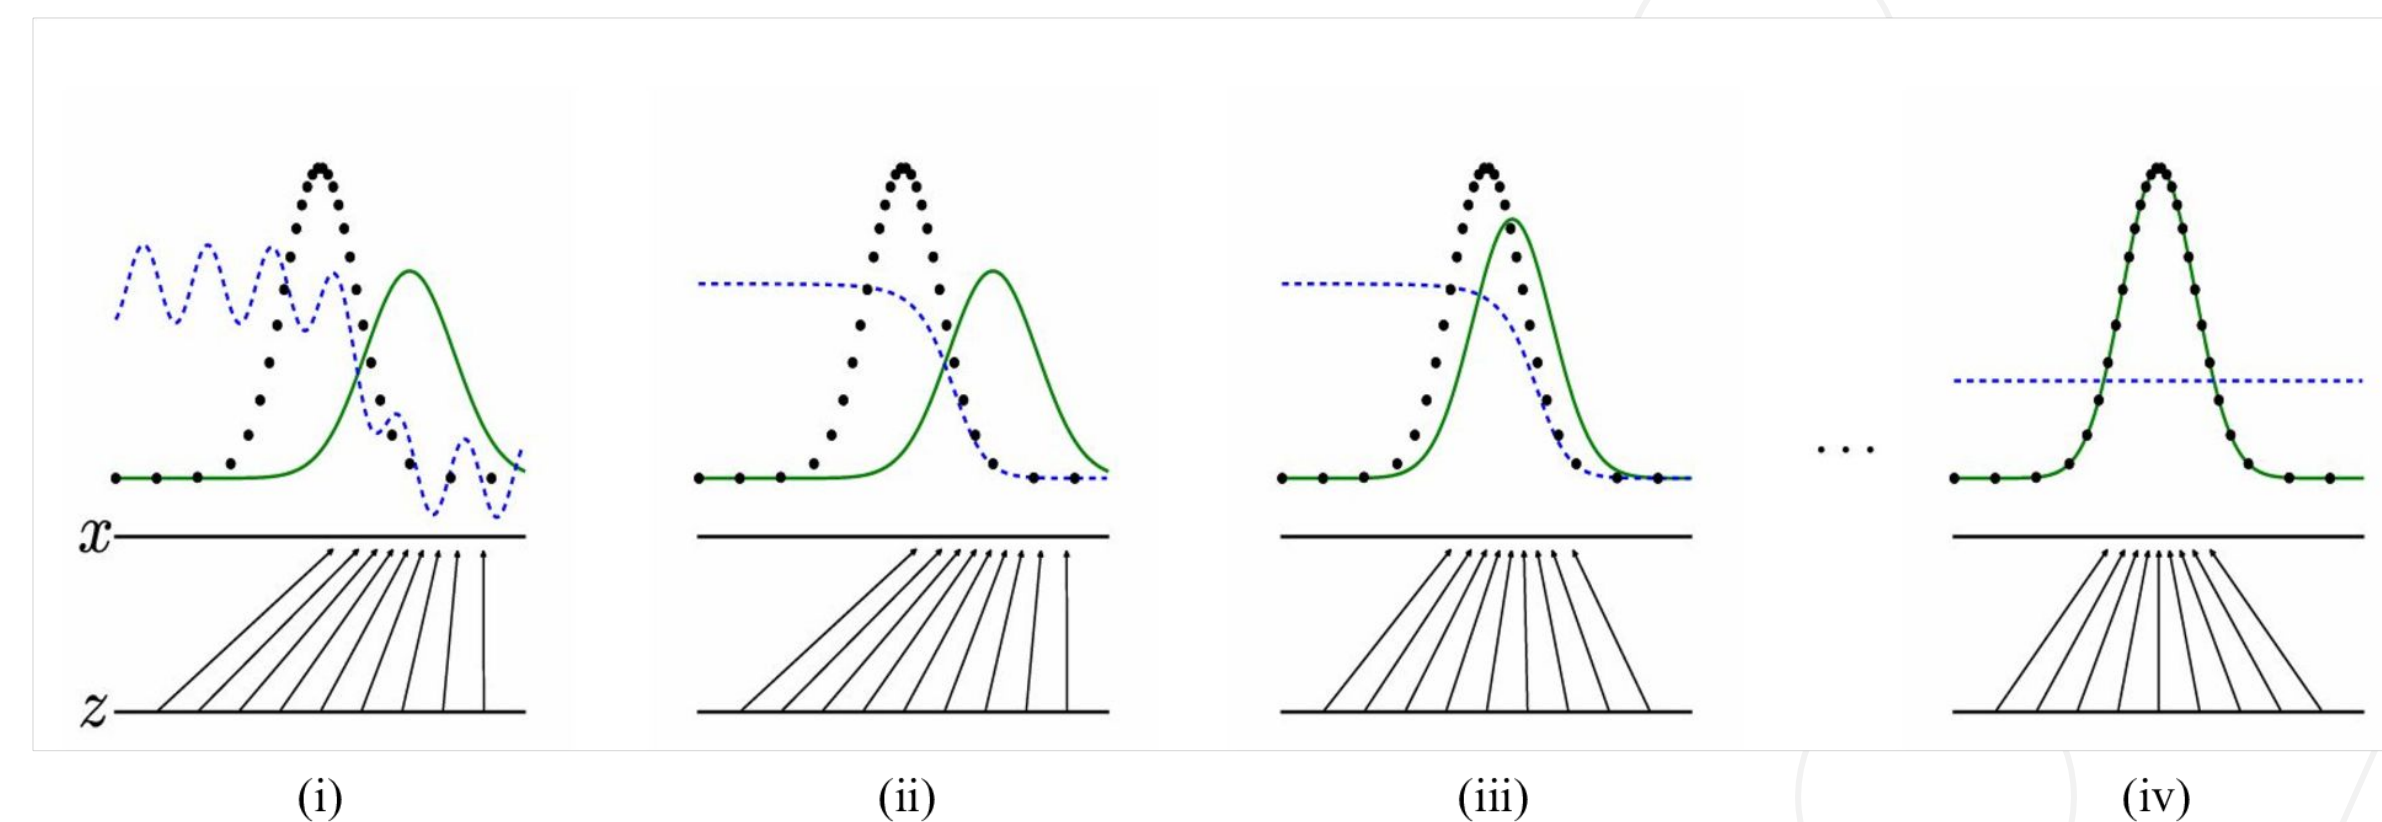 . . .
x
z
(i) (ii) (iii) (iv)